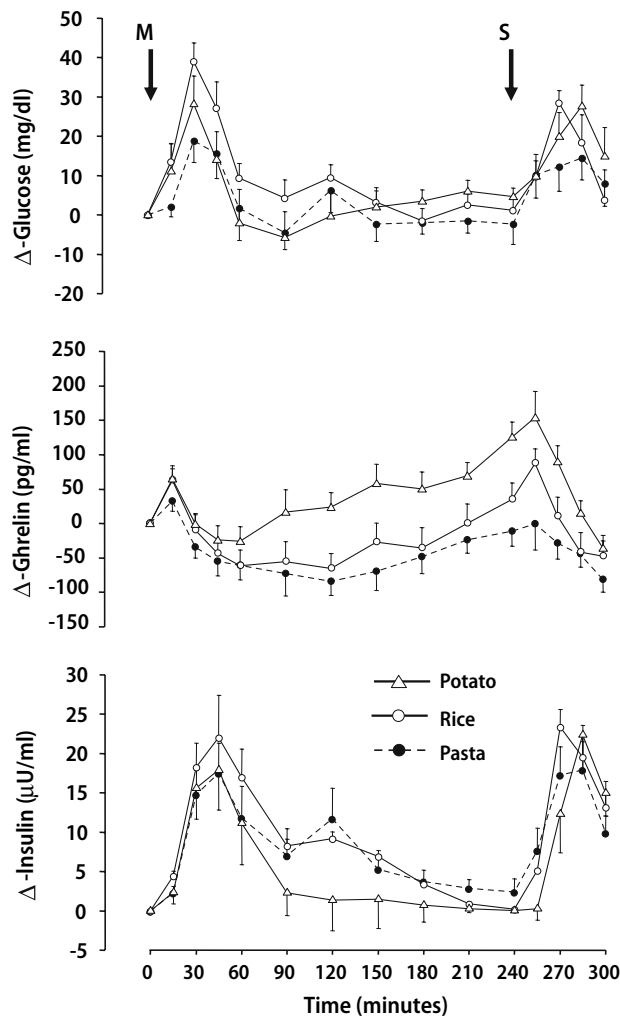 M
S
50
40
30
20
10
0
-10
-20
Δ-Glucose (mg/dl)
250
200
150
100
50
0
-50
-100
-150
Δ-Ghrelin (pg/ml)
30
25
20
15
10
5
0
-5
Δ-Insulin (μU/ml)
Potato
Rice
Pasta
0 30 60 90 120 150 180 210 240 270 300
Time (minutes)